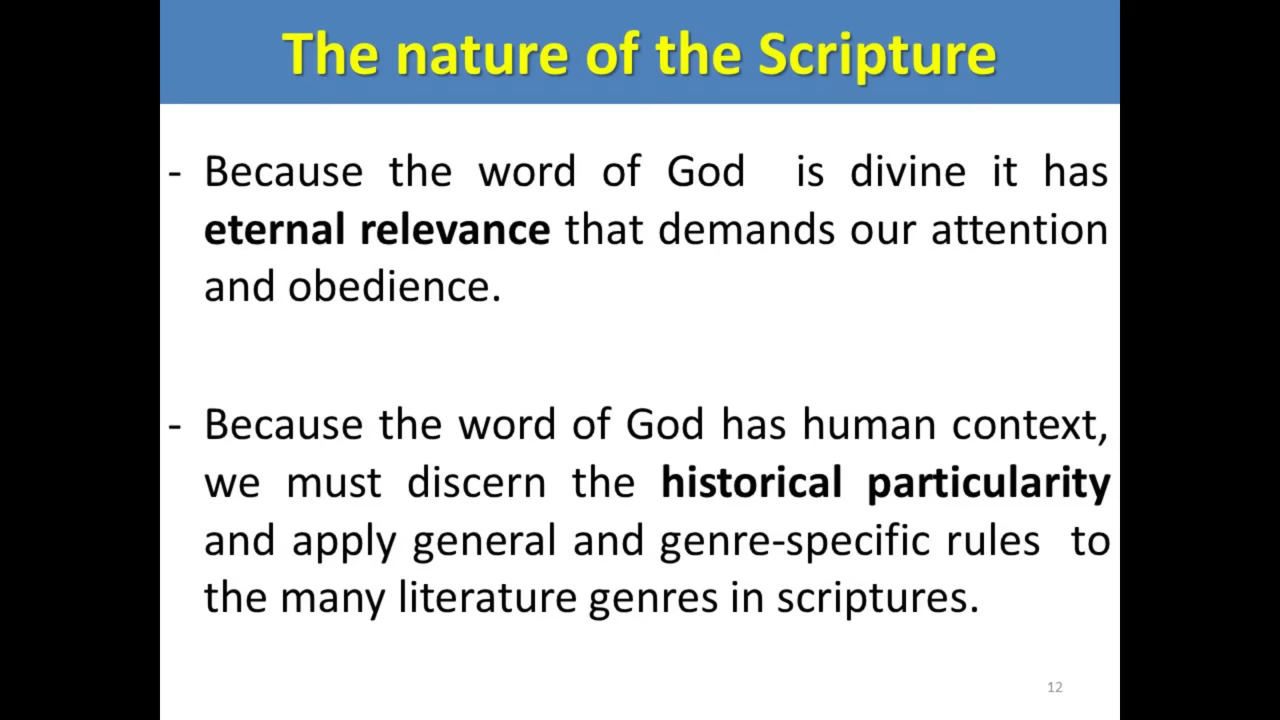 The nature of the Scripture
- Because the word of God is divine it has
eternal relevance that demands our attention
and obedience.
- Because the word of God has human context,
we must discern the historical particularity
and apply general and genre-specific rules to
the many literature genres in scriptures.
12